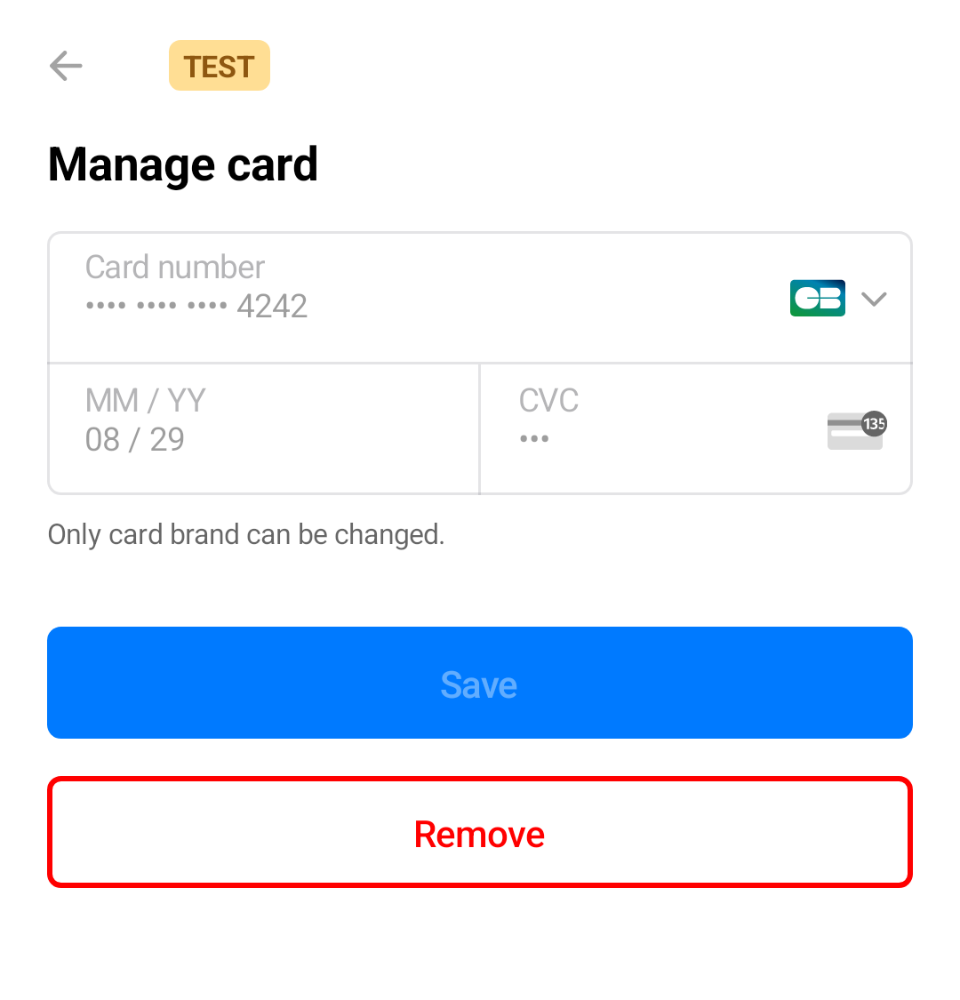 TEST
Manage card
Card number
•••• •••• •••• 4242
CB
MM / YY
08 / 29
CVC
•••
135
Only card brand can be changed.
Save
Remove